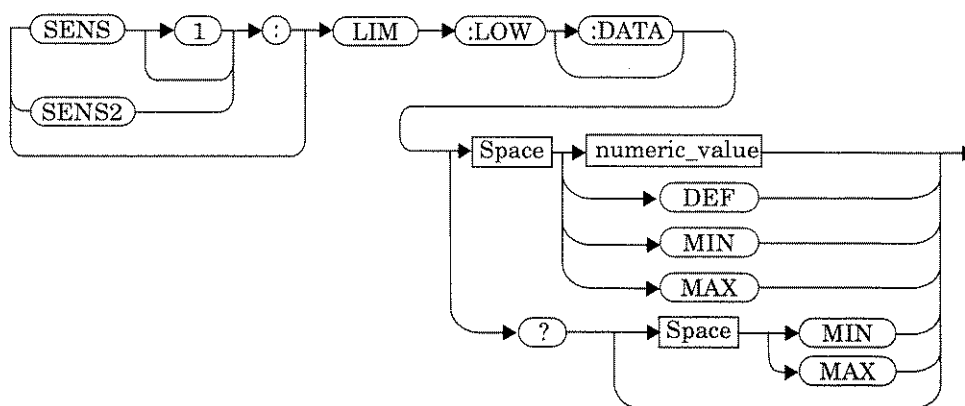 SENS 1 : LIM :LOW :DATA
SENS2
Space numeric_value
DEF
MIN
MAX
? Space MIN
MAX